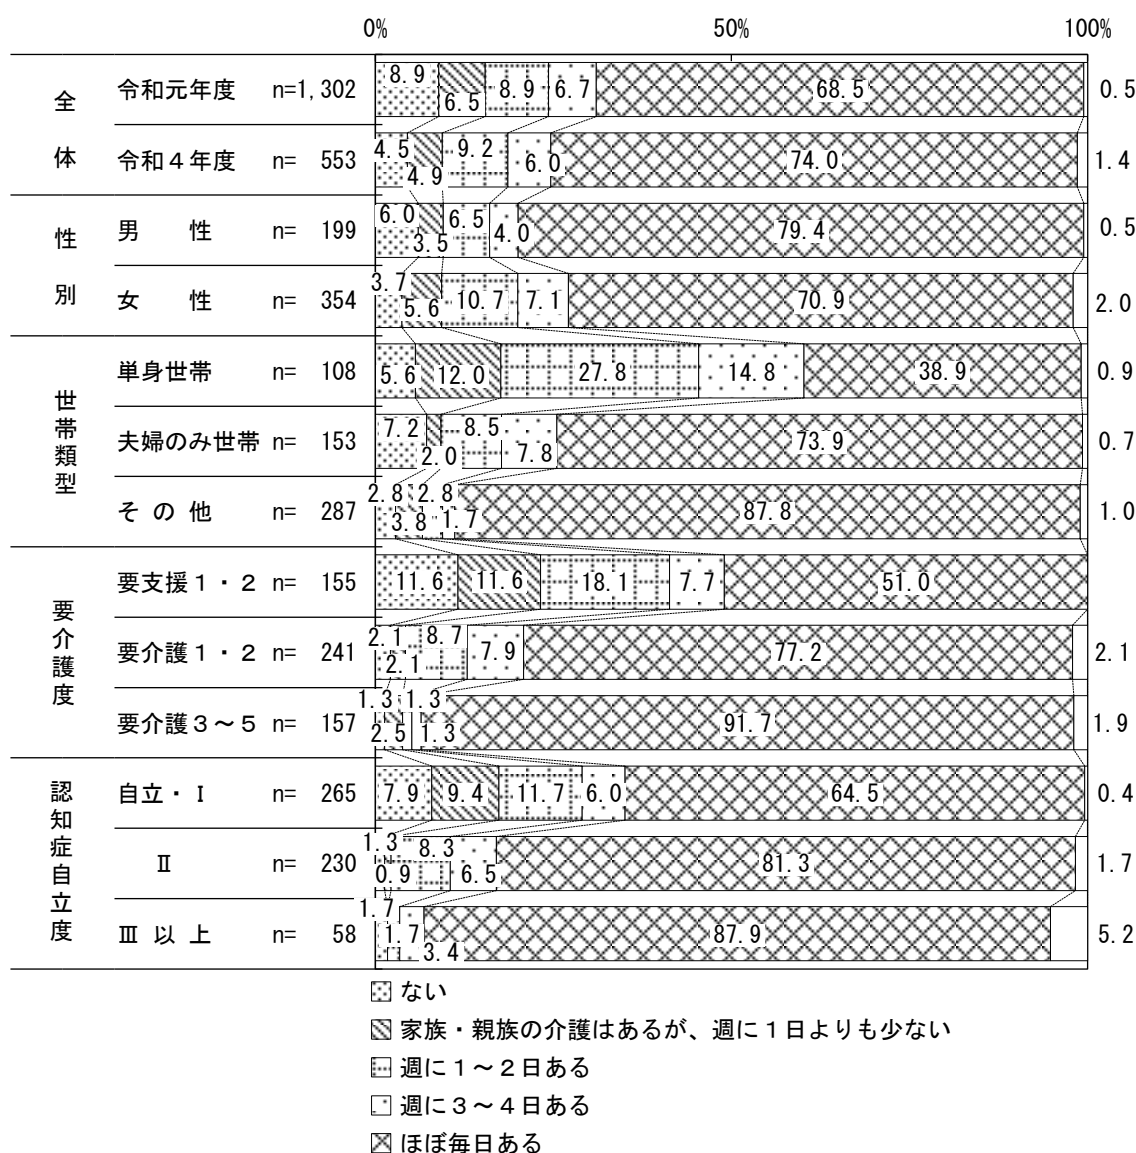 0% 50% 100%
全体
令和元年度 n=1,302 8.9 6.5 8.9 6.7 68.5 0.5
令和４年度 n= 553 4.5 4.9 9.2 6.0 74.0 1.4
性別
男 性 n= 199 6.0 3.5 6.5 4.0 79.4 0.5
女 性 n= 354 3.7 5.6 10.7 7.1 70.9 2.0
世帯類型
単身世帯 n= 108 5.6 12.0 27.8 14.8 38.9 0.9
夫婦のみ世帯 n= 153 7.2 2.0 8.5 7.8 73.9 0.7
そ の 他 n= 287 2.8 3.8 2.8 1.7 87.8 1.0
要介護度
要支援１・２ n= 155 11.6 11.6 18.1 7.7 51.0
要介護１・２ n= 241 2.1 2.1 8.7 7.9 77.2 2.1
要介護３～５ n= 157 1.3 2.5 1.3 1.3 91.7 1.9
認知症自立度
自立・Ⅰ n= 265 7.9 9.4 11.7 6.0 64.5 0.4
Ⅱ n= 230 1.3 0.9 8.3 6.5 81.3 1.7
Ⅲ 以 上 n= 58 1.7 1.7 3.4 87.9 5.2
ない
家族・親族の介護はあるが、週に１日よりも少ない
週に１～２日ある
週に３～４日ある
ほぼ毎日ある